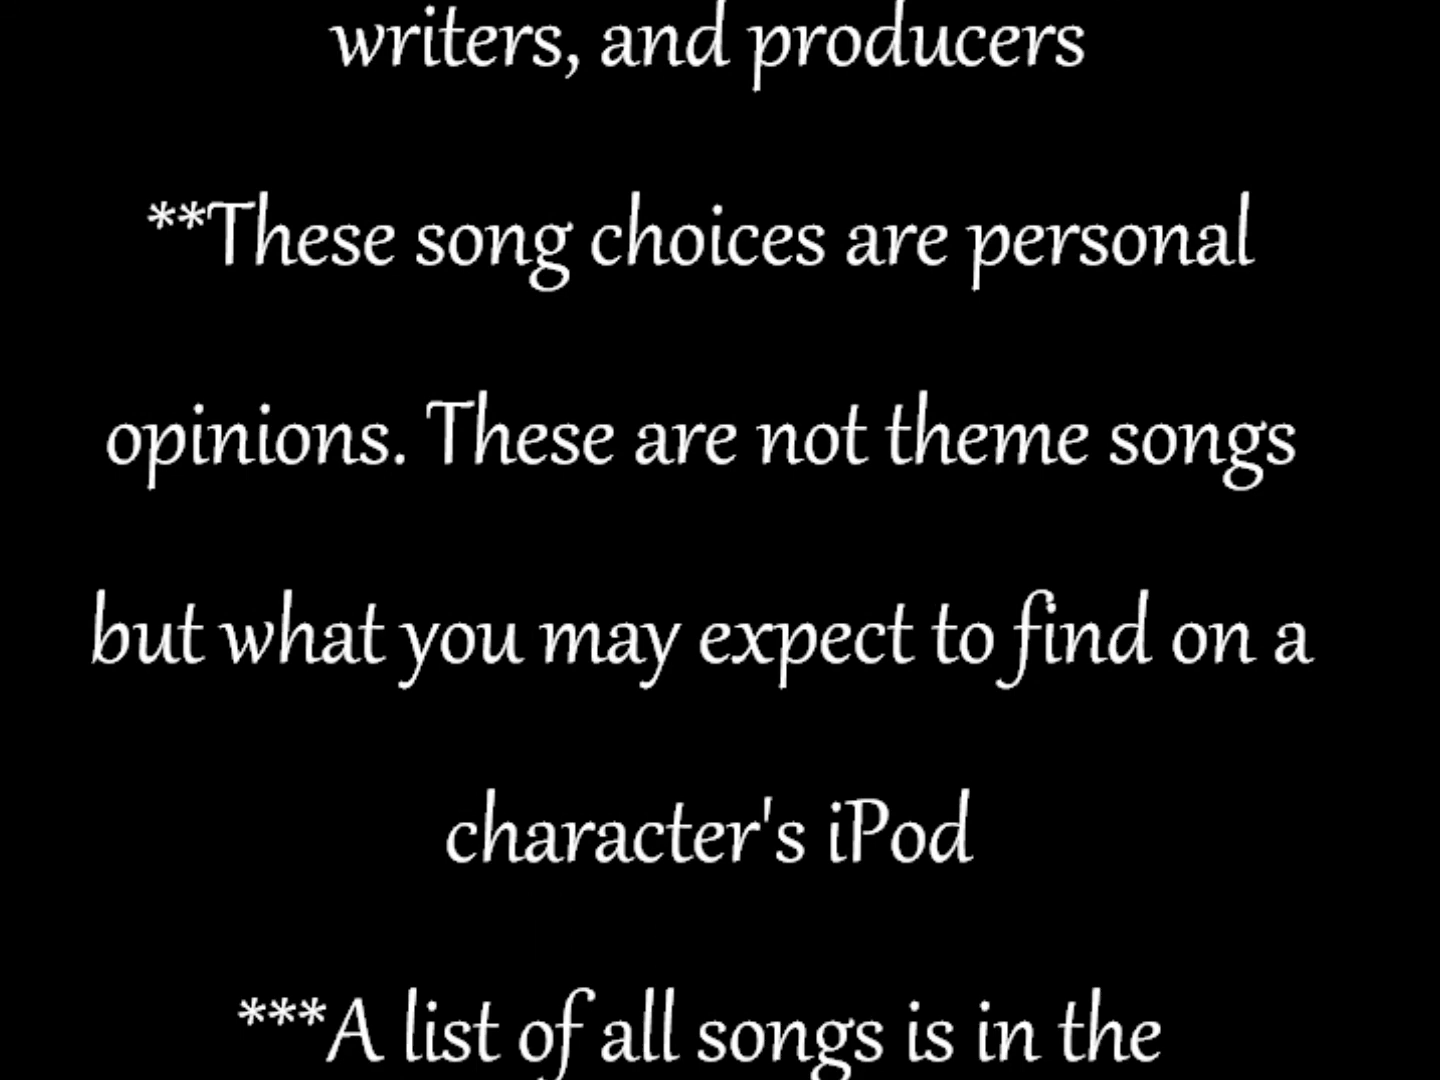 writers, and producers
**These song choices are personal
opinions. These are not theme songs
but what you may expect to find on a
character's iPod
***A list of all songs is in the